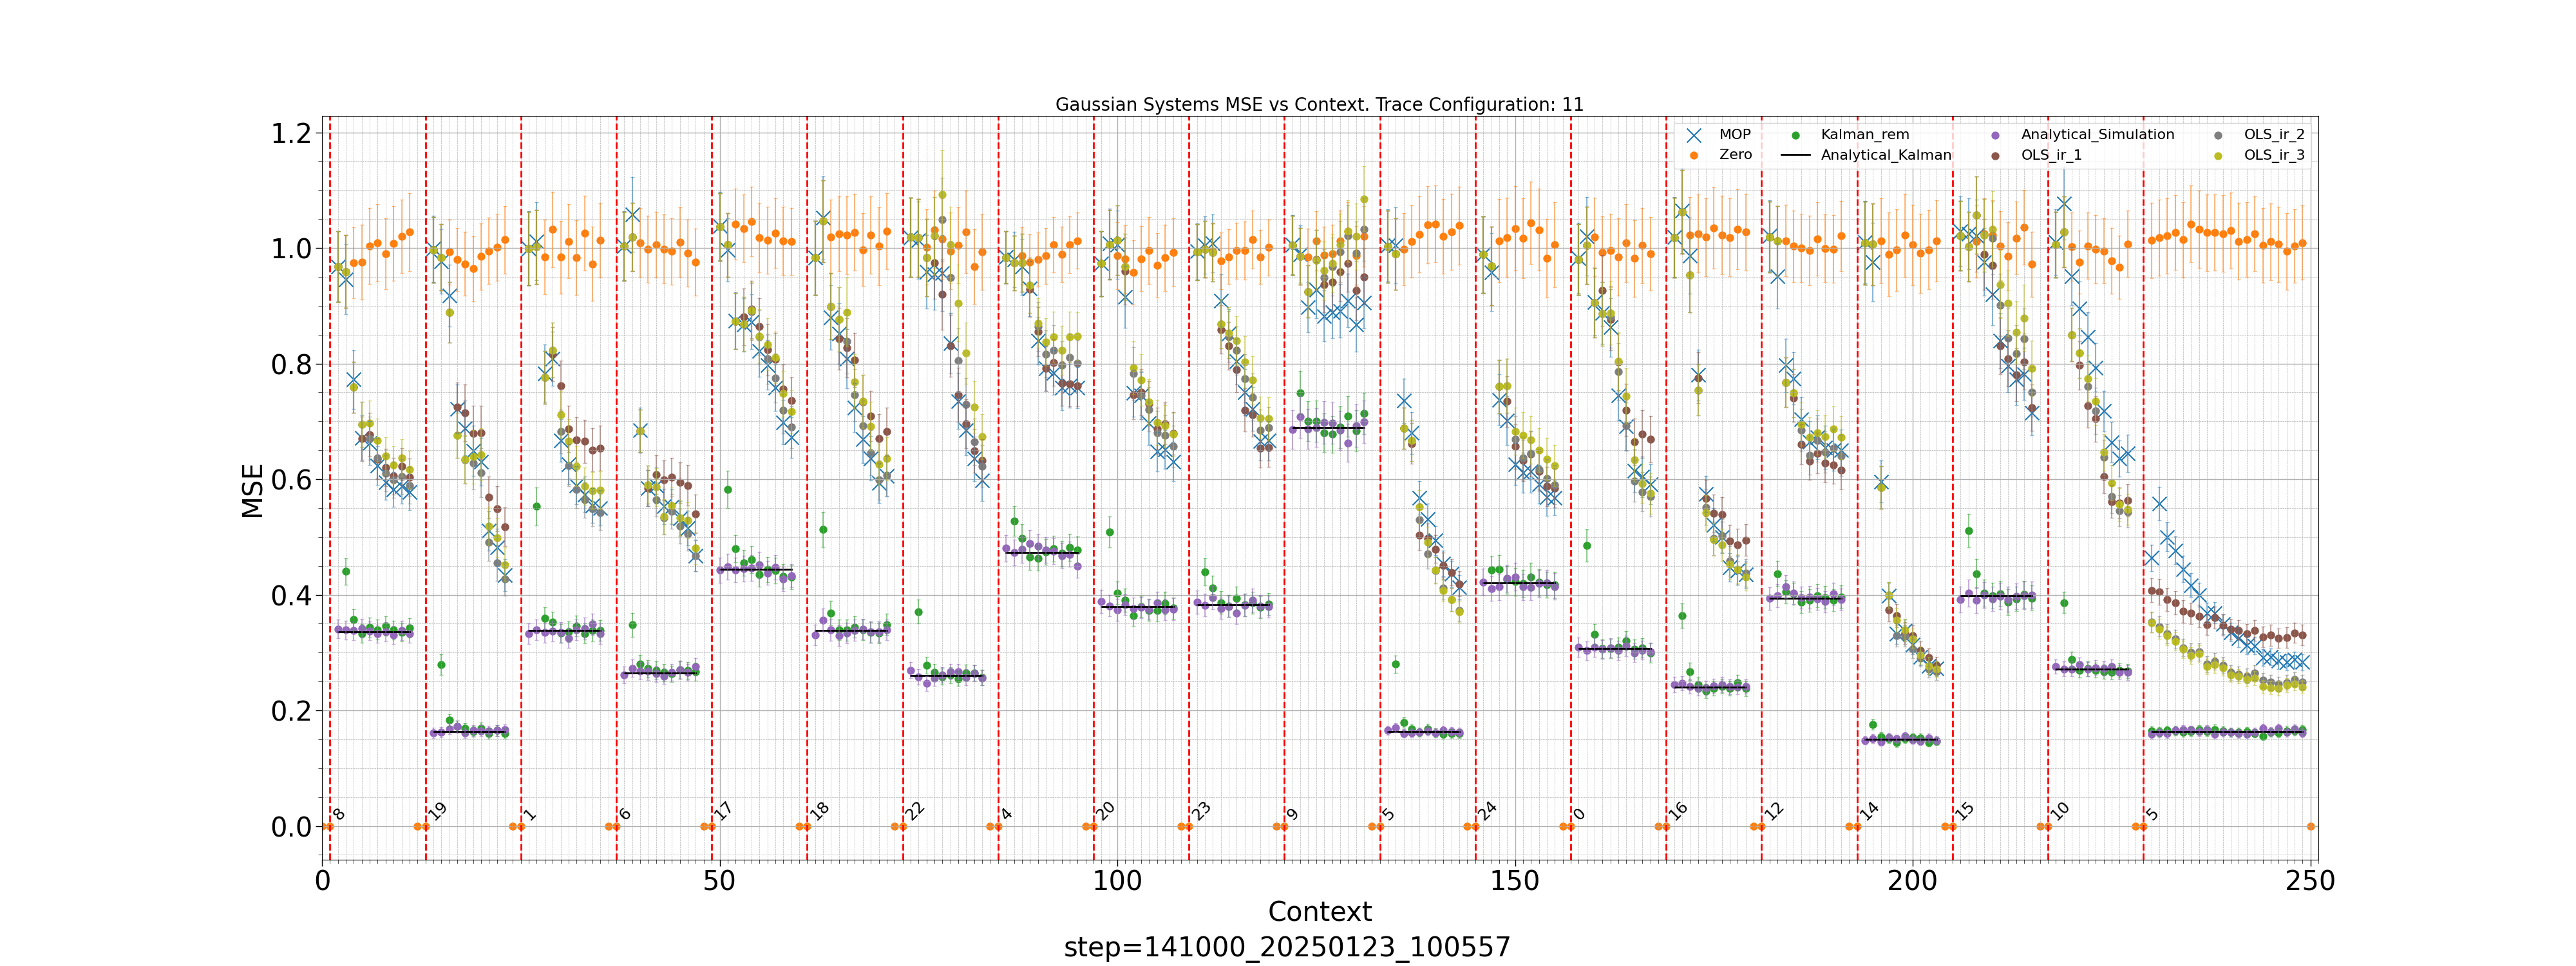 Gaussian Systems MSE vs Context. Trace Configuration: 11
MOP
Zero
Kalman_rem
Analytical_Kalman
Analytical_Simulation
OLS_ir_1
OLS_ir_2
OLS_ir_3
MSE
1.2
1.0
0.8
0.6
0.4
0.2
0.0
8
19
1
6
17
18
22
4
20
23
9
5
24
0
16
12
14
15
10
5
0
50
100
150
200
250
Context
step=141000_20250123_100557